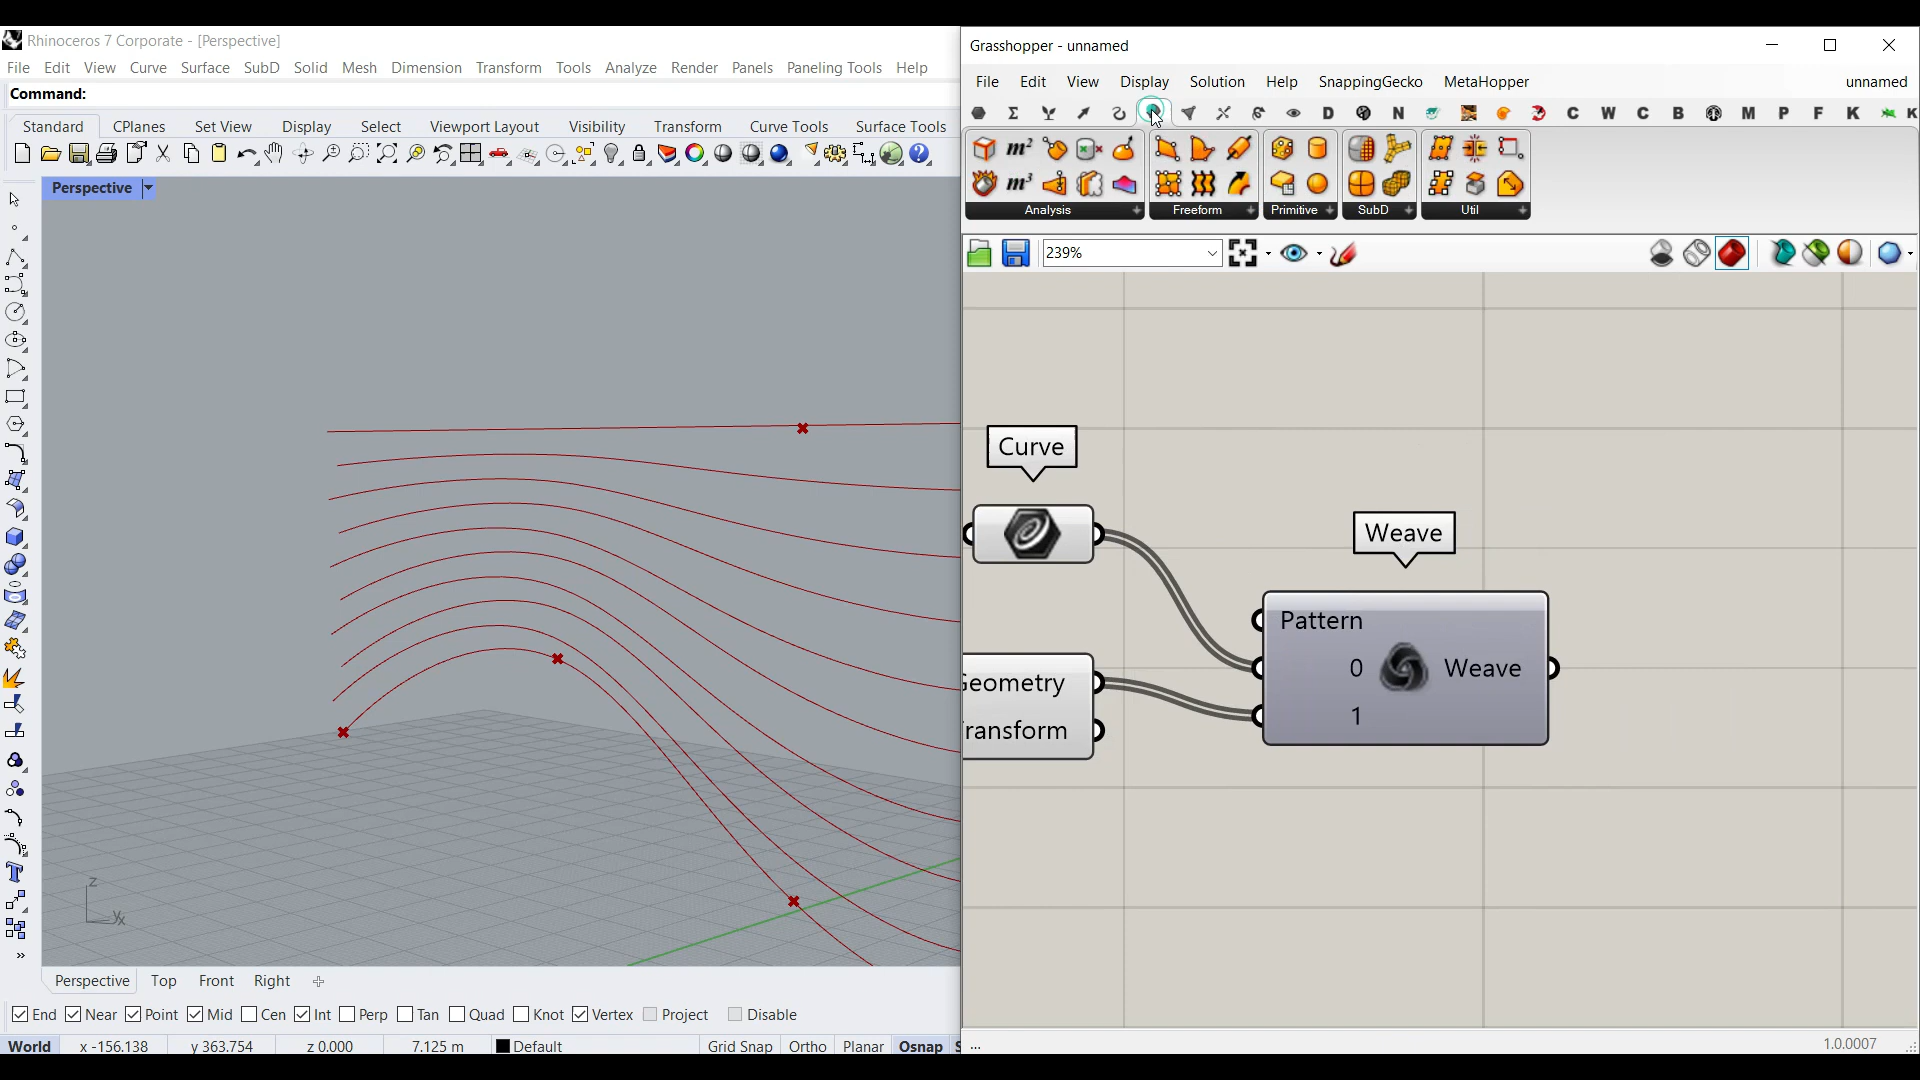 Rhinoceros 7 Corporate - [Perspective]
File Edit View Curve Surface SubD Solid Mesh Dimension Transform Tools Analyze Render Panels Paneling Tools Help
Command:
Standard CPlanes Set View Display Select Viewport Layout Visibility Transform Curve Tools Surface Tools
Perspective
z
x y
Perspective Top Front Right
End Near Point Mid Cen Int Perp Tan Quad Knot Vertex Project Disable
World x -156.138 y 363.754 z 0.000 7.125 m Default Grid Snap Ortho Planar Osnap S
Grasshopper - unnamed
File Edit View Display Solution Help SnappingGecko MetaHopper unnamed
D N C W C B M P F K K
m² m³
Analysis Freeform Primitive SubD Util
239%
Curve
Weave
Pattern
0 Weave
1
Geometry
ransform
... 1.0.0007